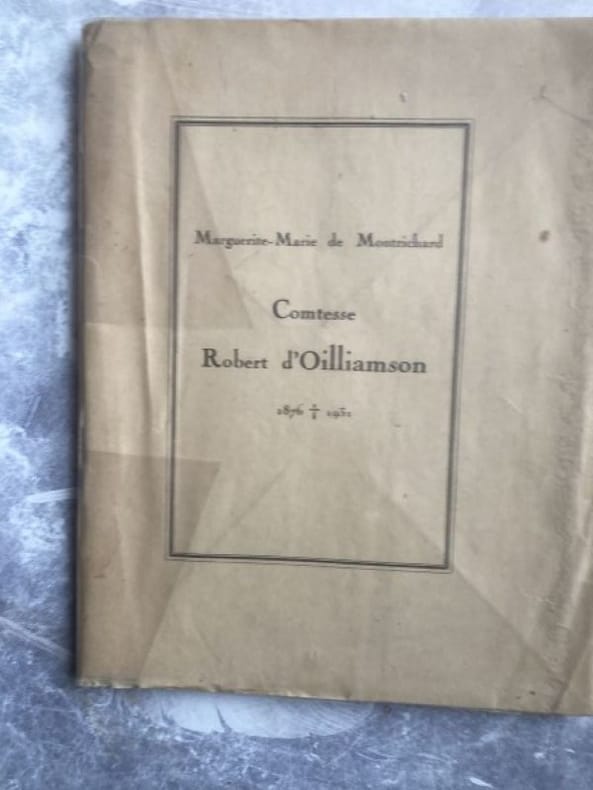 Marguerite-Marie de Montrichard
Comtesse
Robert d'Oilliamson
1876 † 1931